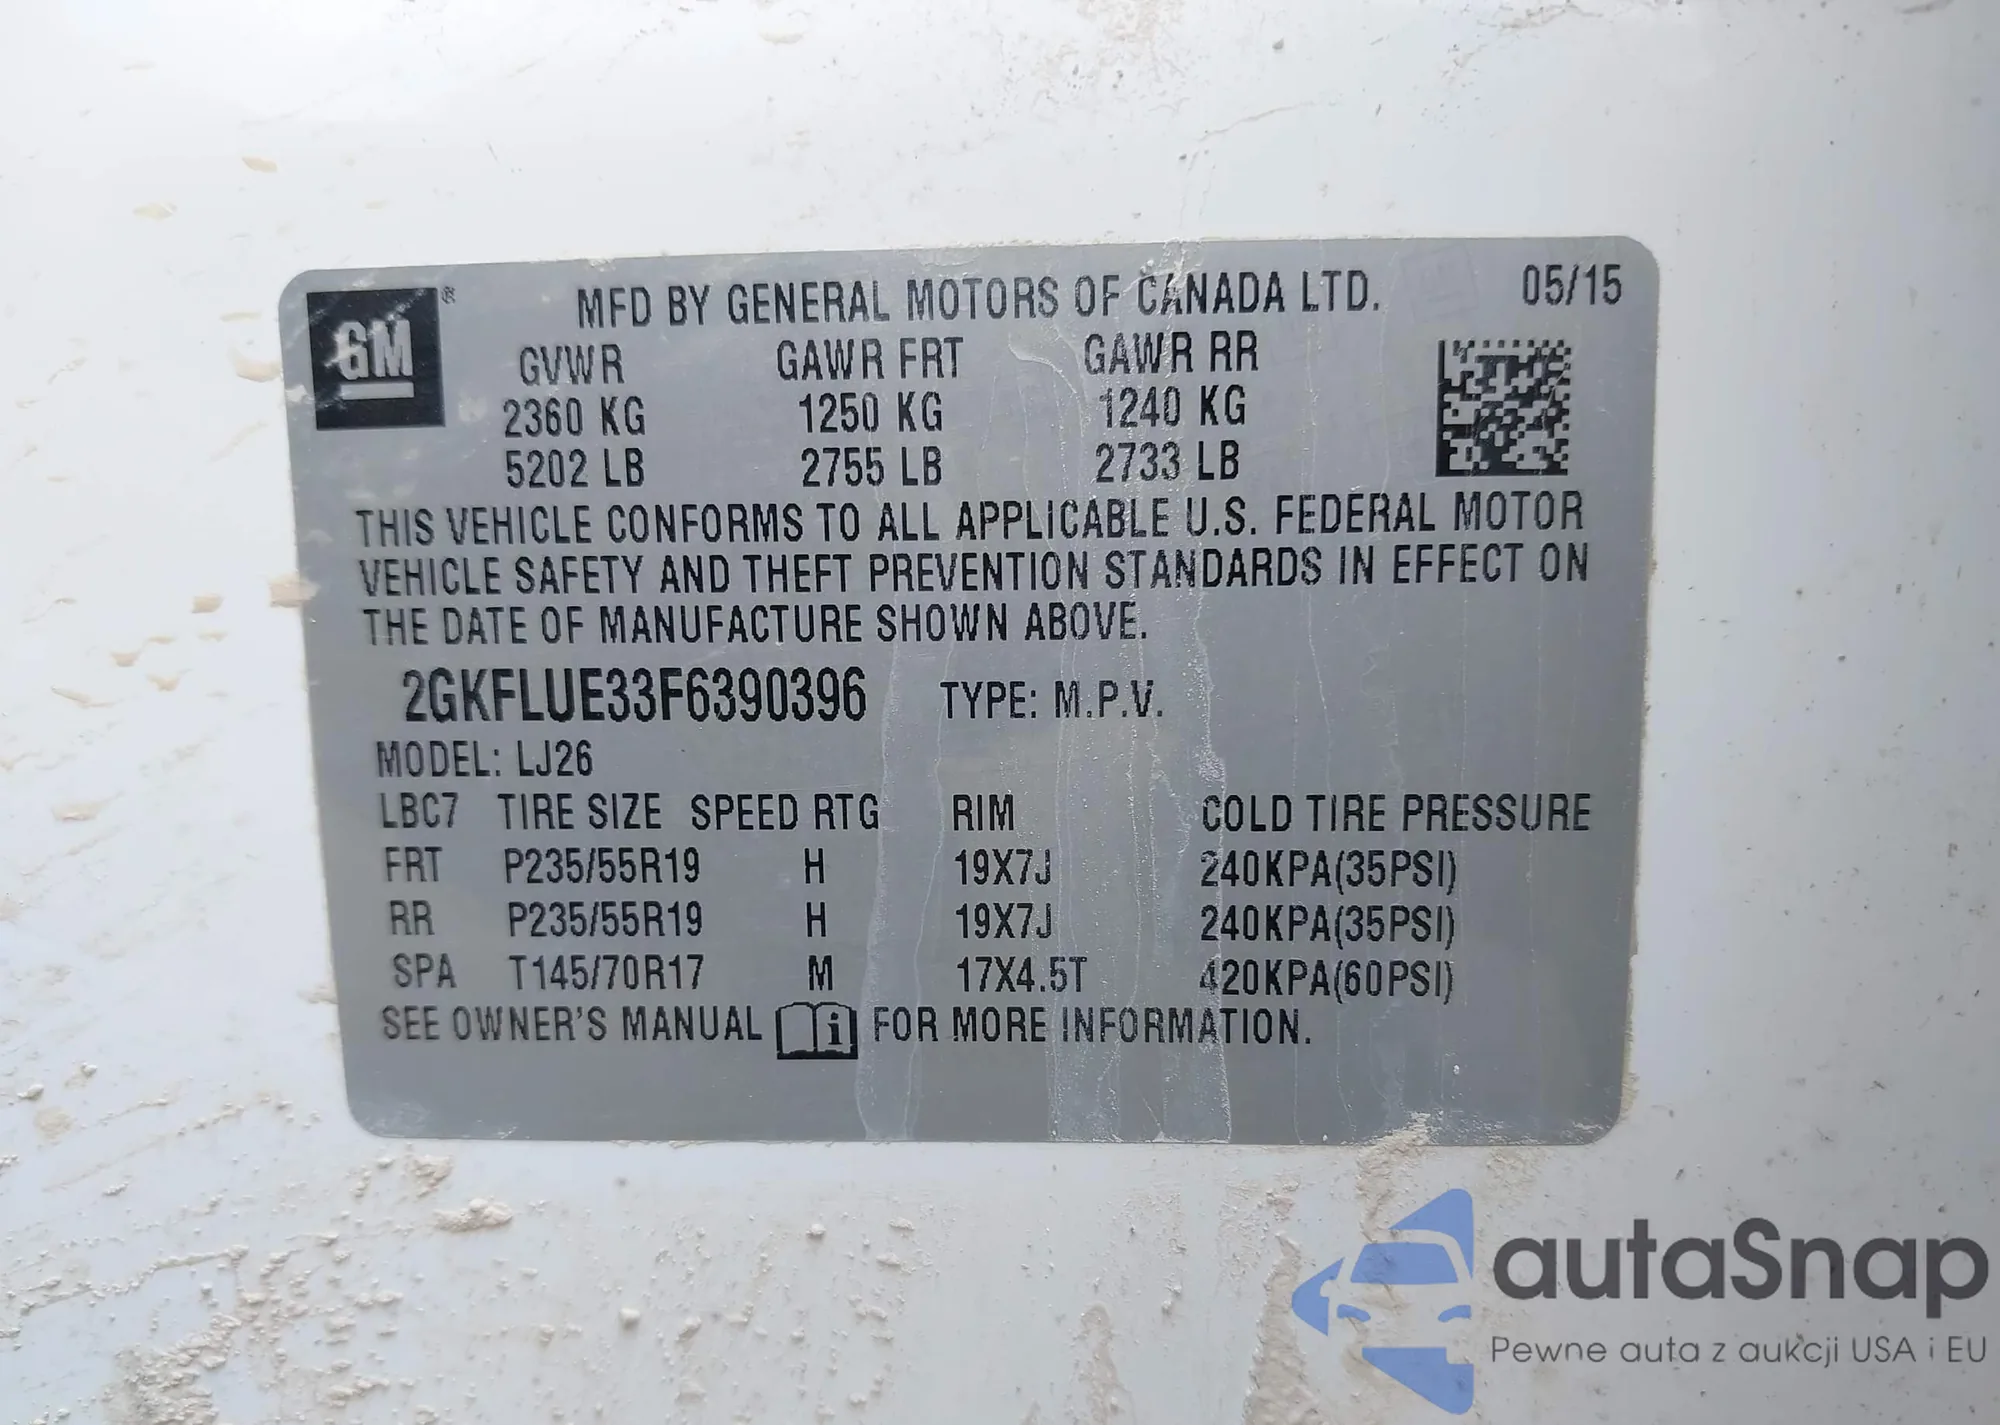 GM ® MFD BY GENERAL MOTORS OF CANADA LTD. 05/15
GVWR GAWR FRT GAWR RR
2360 KG 1250 KG 1240 KG
5202 LB 2755 LB 2733 LB
THIS VEHICLE CONFORMS TO ALL APPLICABLE U.S. FEDERAL MOTOR
VEHICLE SAFETY AND THEFT PREVENTION STANDARDS IN EFFECT ON
THE DATE OF MANUFACTURE SHOWN ABOVE.
2GKFLUE33F6390396 TYPE: M.P.V.
MODEL: LJ26
LBC7 TIRE SIZE SPEED RTG RIM COLD TIRE PRESSURE
FRT P235/55R19 H 19X7J 240KPA(35PSI)
RR P235/55R19 H 19X7J 240KPA(35PSI)
SPA T145/70R17 M 17X4.5T 420KPA(60PSI)
SEE OWNER'S MANUAL i FOR MORE INFORMATION.
autaSnap
Pewne auta z aukcji USA i EU